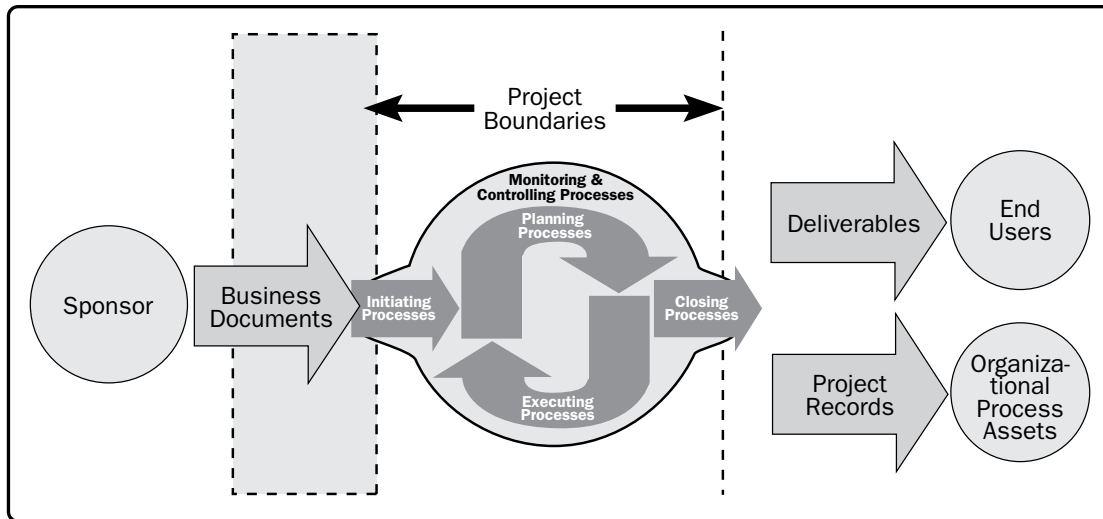 Project
Boundaries
Monitoring &
Controlling Processes
Planning
Processes
Sponsor
Business
Documents
Initiating
Processes
Closing
Processes
Executing
Processes
Deliverables
End
Users
Project
Records
Organiza-
tional
Process
Assets